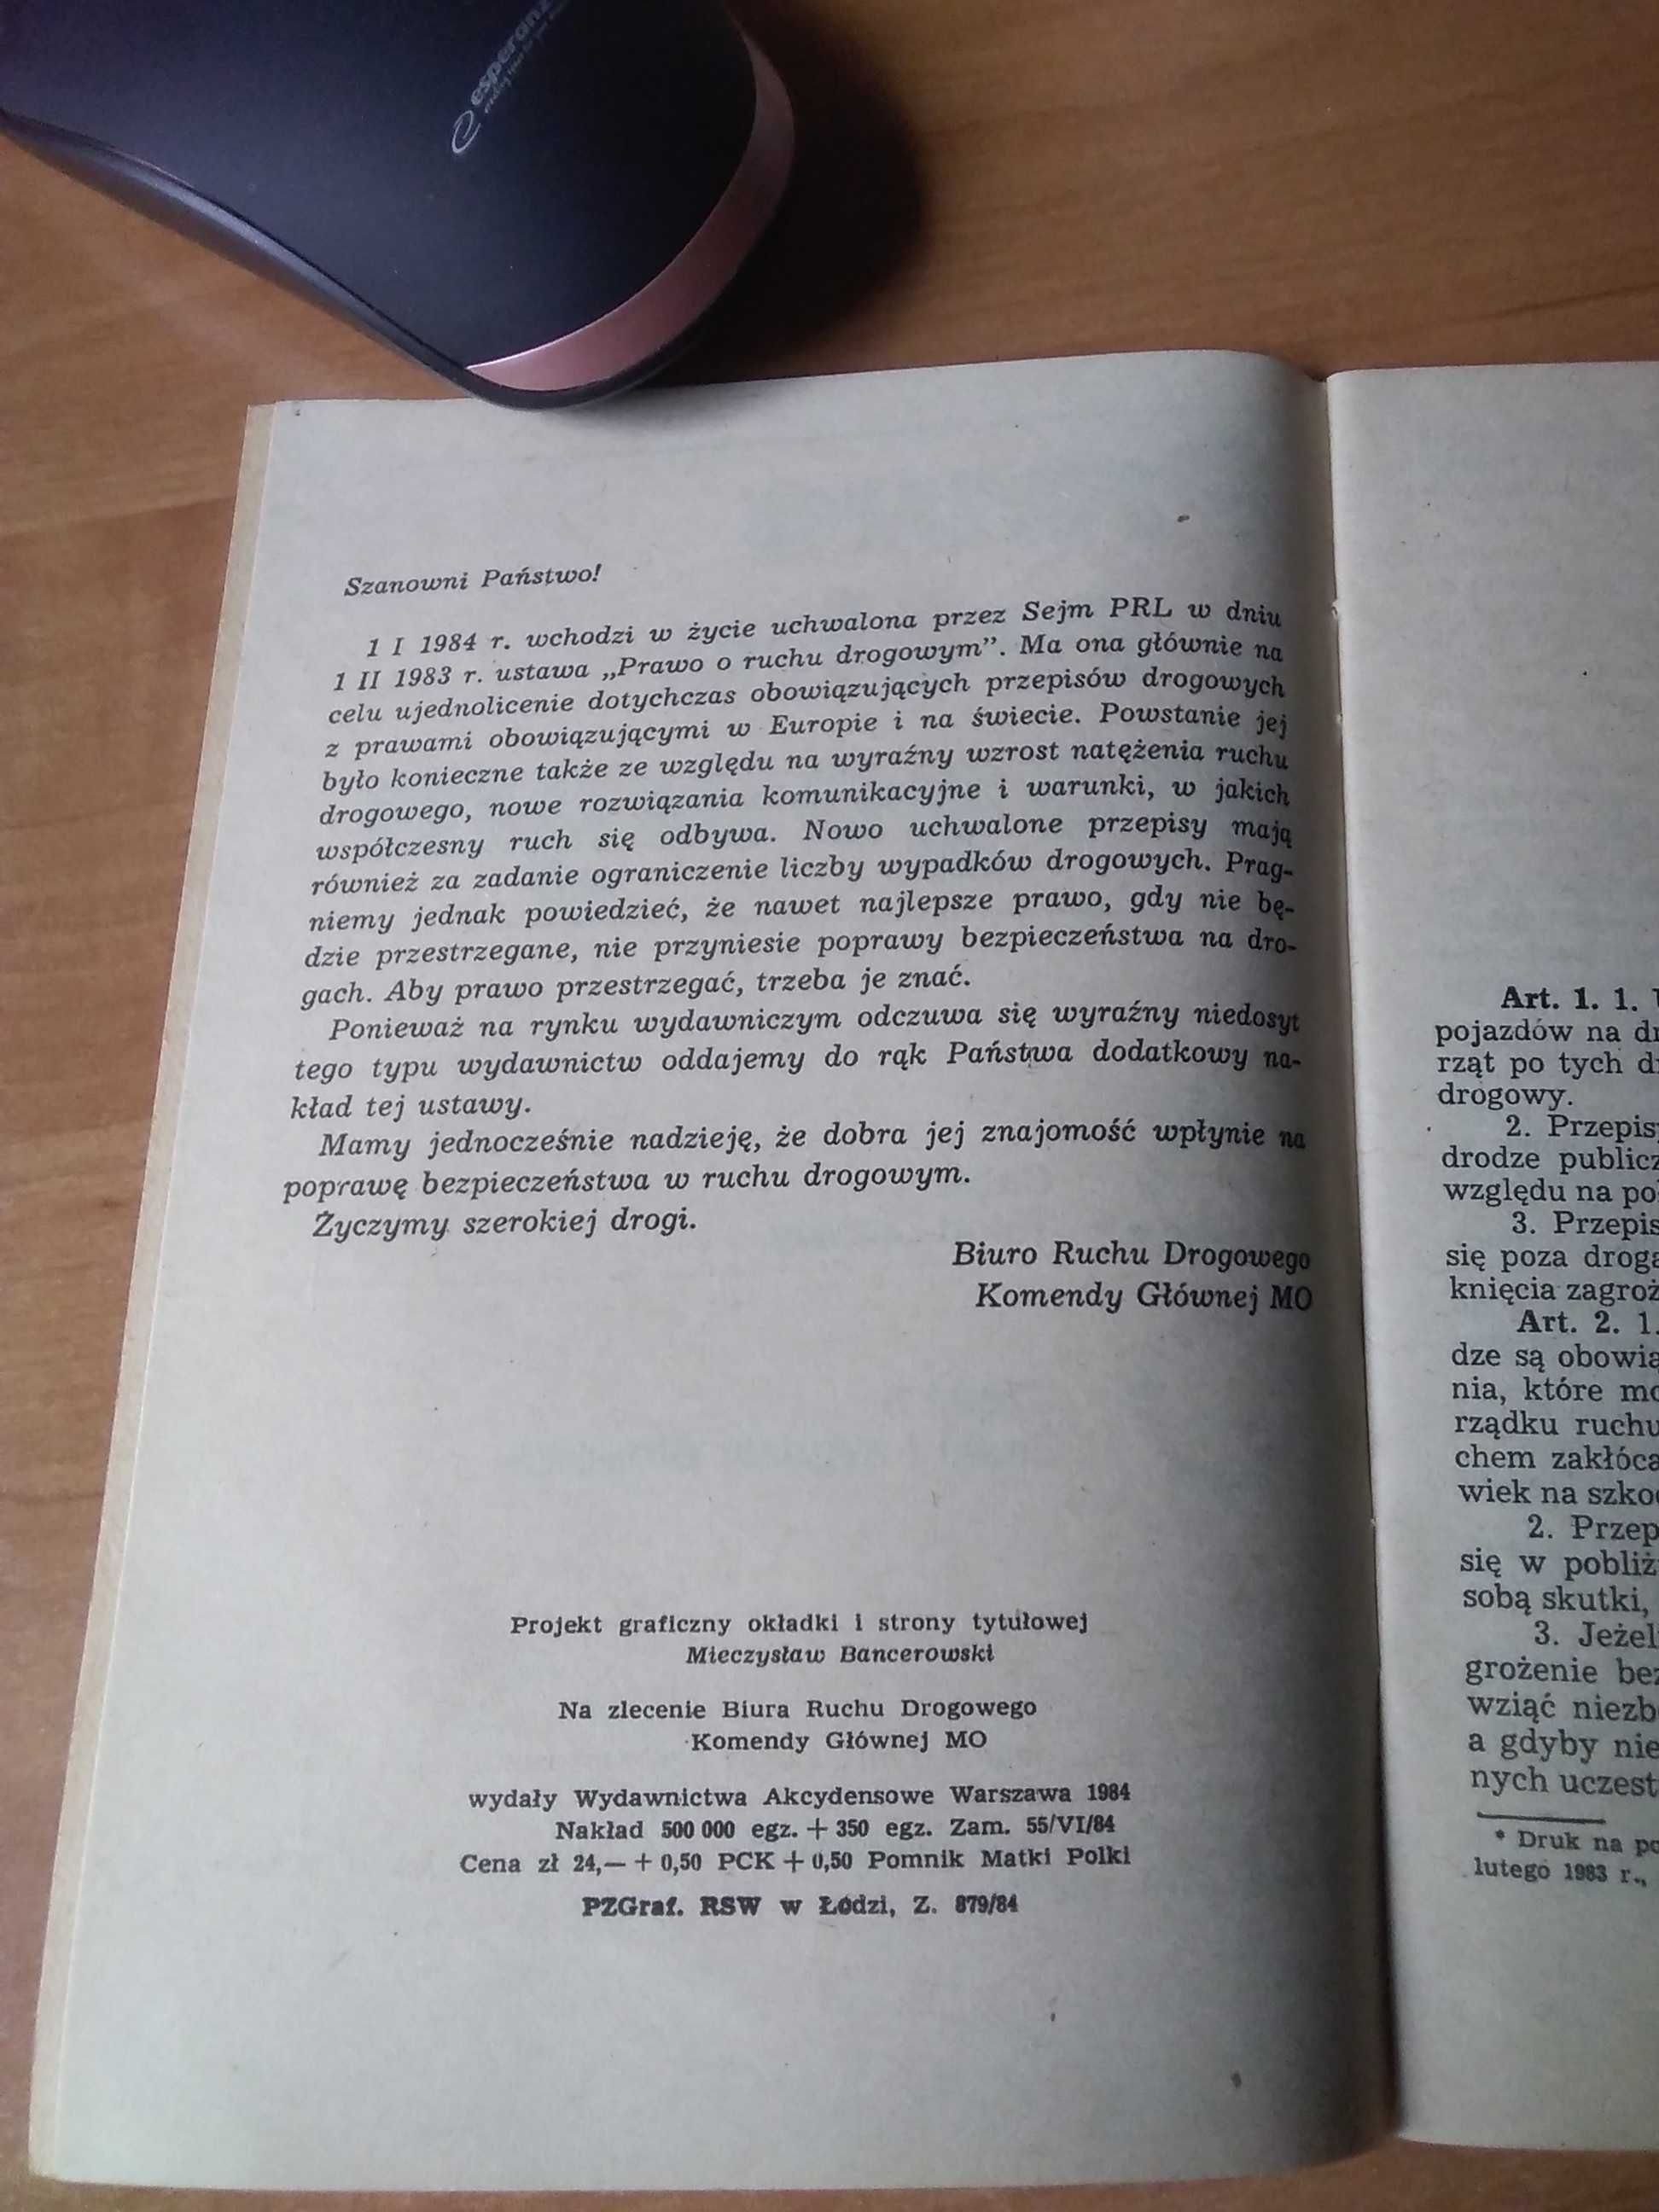 esperanz
Szanowni Państwo!
1 I 1984 r. wchodzi w życie uchwalona przez Sejm PRL w dniu
1 II 1983 r. ustawa „Prawo o ruchu drogowym”. Ma ona głównie na
celu ujednolicenie dotychczas obowiązujących przepisów drogowych
z prawami obowiązującymi w Europie i na świecie. Powstanie jej
było konieczne także ze względu na wyraźny wzrost natężenia ruchu
drogowego, nowe rozwiązania komunikacyjne i warunki, w jakich
współczesny ruch się odbywa. Nowo uchwalone przepisy mają
również za zadanie ograniczenie liczby wypadków drogowych. Prag-
niemy jednak powiedzieć, że nawet najlepsze prawo, gdy nie bę-
dzie przestrzegane, nie przyniesie poprawy bezpieczeństwa na dro-
gach. Aby prawo przestrzegać, trzeba je znać.
Ponieważ na rynku wydawniczym odczuwa się wyraźny niedosyt
tego typu wydawnictw oddajemy do rąk Państwa dodatkowy na-
kład tej ustawy.
Mamy jednocześnie nadzieję, że dobra jej znajomość wpłynie na
poprawę bezpieczeństwa w ruchu drogowym.
Życzymy szerokiej drogi.
Biuro Ruchu Drogowego
Komendy Głównej MO
Projekt graficzny okładki i strony tytułowej
Mieczysław Bancerowski
Na zlecenie Biura Ruchu Drogowego
Komendy Głównej MO
wydały Wydawnictwa Akcydensowe Warszawa 1984
Nakład 500 000 egz. + 350 egz. Zam. 55/VI/84
Cena zł 24,— + 0,50 PCK + 0,50 Pomnik Matki Polki
PZGraf. RSW w Łodzi, Z. 879/84
Art. 1. 1.
pojazdów na dr
rząt po tych d
drogowy.
2. Przepis
drodze publicz
względu na po
3. Przepis
się poza droga
knięcia zagroż
Art. 2. 1.
dze są obowią
nia, które mo
rządku ruchu
chem zakłóca
wiek na szko
2. Przep
się w pobliż
sobą skutki,
3. Jeżel
grożenie bez
wziąć niezb
a gdyby nie
nych uczest
* Druk na po
lutego 1983 r.,